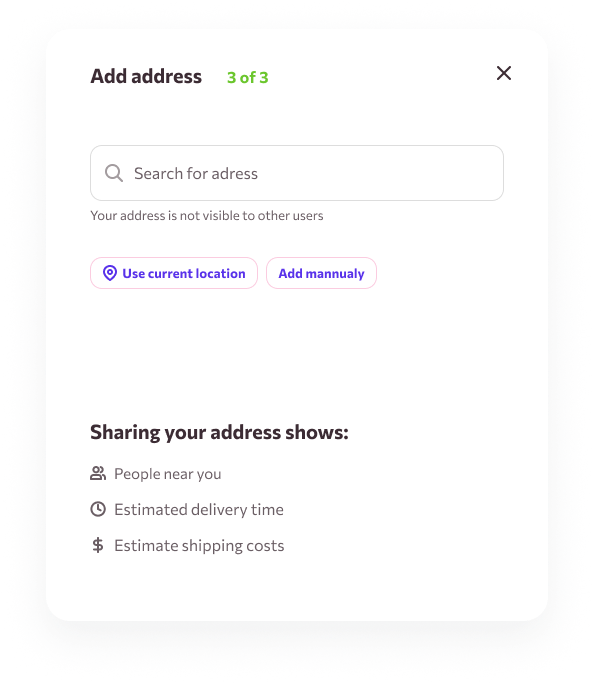 Add address 3 of 3
Search for adress
Your address is not visible to other users
Use current location Add mannualy
Sharing your address shows:
People near you
Estimated delivery time
Estimate shipping costs